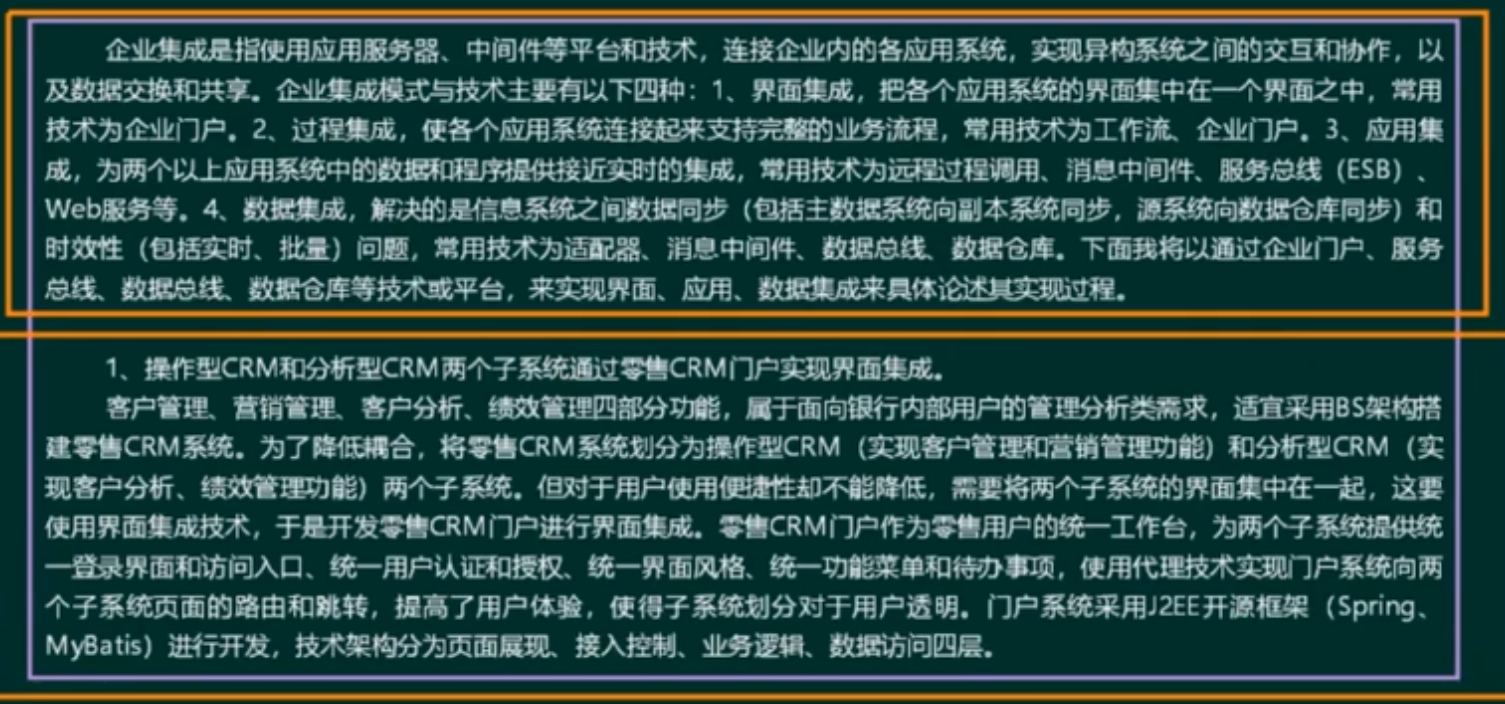 企业集成是指使用应用服务器、中间件等平台和技术，连接企业内的各应用系统，实现异构系统之间的交互和协作，以
及数据交换和共享。企业集成模式与技术主要有以下四种：1、界面集成，把各个应用系统的界面集中在一个界面之中，常用
技术为企业门户。2、过程集成，使各个应用系统连接起来支持完整的业务流程，常用技术为工作流、企业门户。3、应用集
成，为两个以上应用系统中的数据和程序提供接近实时的集成，常用技术为远程过程调用、消息中间件、服务总线（ESB）、
Web服务等。4、数据集成，解决的是信息系统之间数据同步（包括主数据系统向副本系统同步，源系统向数据仓库同步）和
时效性（包括实时、批量）问题，常用技术为适配器、消息中间件、数据总线、数据仓库。下面我将以通过企业门户、服务
总线、数据总线、数据仓库等技术或平台，来实现界面、应用、数据集成来具体论述其实现过程。
1、操作型CRM和分析型CRM两个子系统通过零售CRM门户实现界面集成。
客户管理、营销管理、客户分析、绩效管理四部分功能，属于面向银行内部用户的管理分析类需求，适宜采用BS架构搭
建零售CRM系统。为了降低耦合，将零售CRM系统划分为操作型CRM（实现客户管理和营销管理功能）和分析型CRM（实
现客户分析、绩效管理功能）两个子系统。但对于用户使用便捷性却不能降低，需要将两个子系统的界面集中在一起，这要
使用界面集成技术，于是开发零售CRM门户进行界面集成。零售CRM门户作为零售用户的统一工作台，为两个子系统提供统
一登录界面和访问入口、统一用户认证和授权、统一界面风格、统一功能菜单和待办事项，使用代理技术实现门户系统向两
个子系统页面的路由和跳转，提高了用户体验，使得子系统划分对于用户透明。门户系统采用J2EE开源框架（Spring、
MyBatis）进行开发，技术架构分为页面展现、接入控制、业务逻辑、数据访问四层。